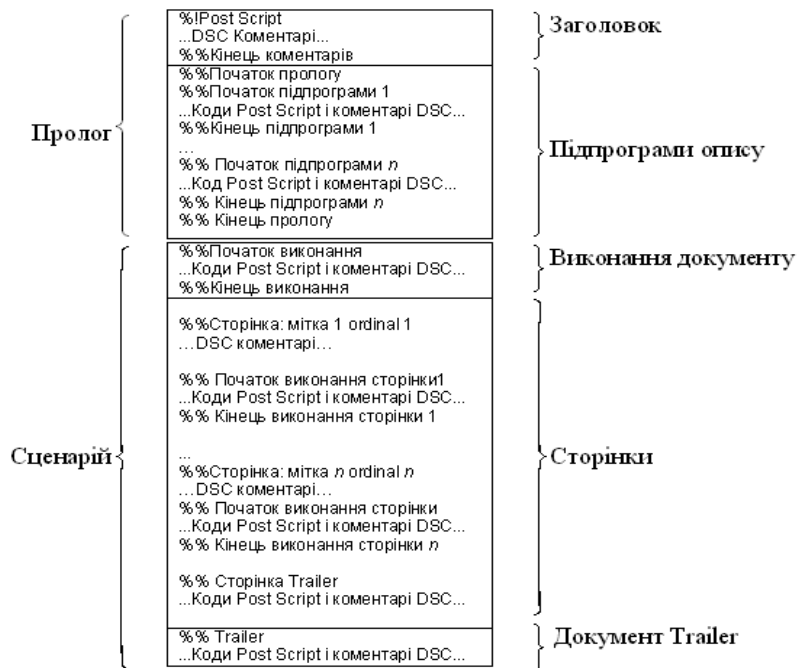 %!Post Script
...DSC Коментарі...
%%Кінець коментарів
Заголовок
Пролог
%%Початок прологу
%%Початок підпрограми 1
...Коди Post Script і коментарі DSC...
%%Кінець підпрограми 1
...
%% Початок підпрограми n
...Код Post Script і коментарі DSC...
%% Кінець підпрограми n
%% Кінець прологу
Підпрограми опису
%%Початок виконання
...Коди Post Script і коментарі DSC...
%%Кінець виконання
Виконання документу
Сценарій
%%Сторінка: мітка 1 ordinal 1
...DSC коментарі...
%% Початок виконання сторінки1
...Коди Post Script і коментарі DSC...
%% Кінець виконання сторінки 1
...
%%Сторінка: мітка n ordinal n
...DSC коментарі...
%% Початок виконання сторінки
...Коди Post Script і коментарі DSC...
%% Кінець виконання сторінки n
%% Сторінка Trailer
...Коди Post Script і коментарі DSC...
Сторінки
%% Trailer
...Коди Post Script і коментарі DSC...
Документ Trailer